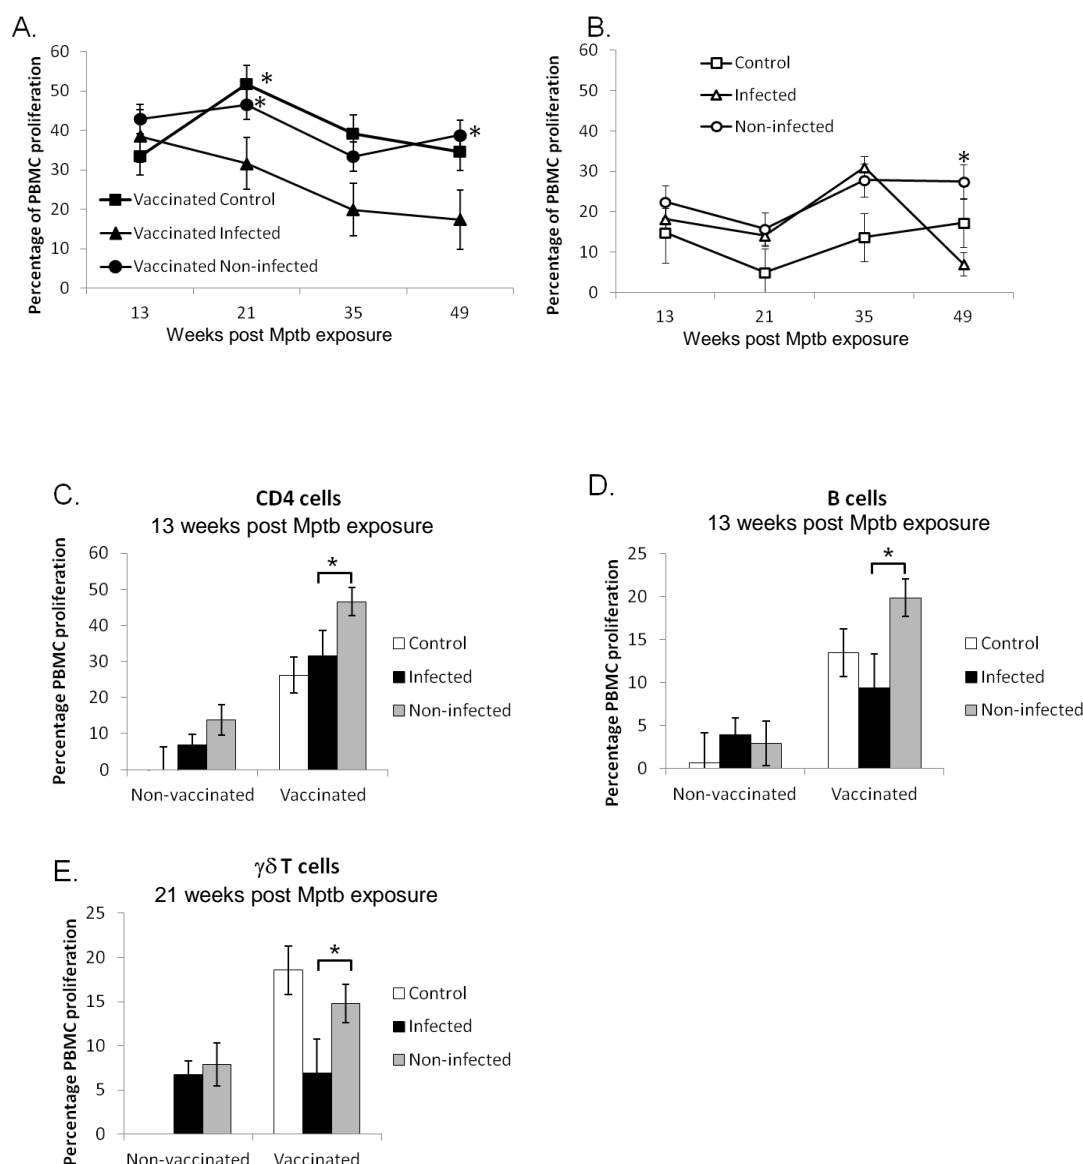 A.
Percentage of PBMC proliferation
60
50
40
30
20
10
0
*
*
*
Vaccinated Control
Vaccinated Infected
Vaccinated Non-infected
13
21
35
49
Weeks post Mptb exposure
B.
Percentage of PBMC proliferation
60
50
40
30
20
10
0
Control
Infected
Non-infected
*
13
21
35
49
Weeks post Mptb exposure
C.
CD4 cells
13 weeks post Mptb exposure
Percentage PBMC proliferation
60
50
40
30
20
10
0
*
Control
Infected
Non-infected
Non-vaccinated
Vaccinated
D.
B cells
13 weeks post Mptb exposure
Percentage PBMC proliferation
25
20
15
10
5
0
*
Control
Infected
Non-infected
Non-vaccinated
Vaccinated
E.
γδ T cells
21 weeks post Mptb exposure
Percentage PBMC proliferation
25
20
15
10
5
0
*
Control
Infected
Non-infected
Non-vaccinated
Vaccinated